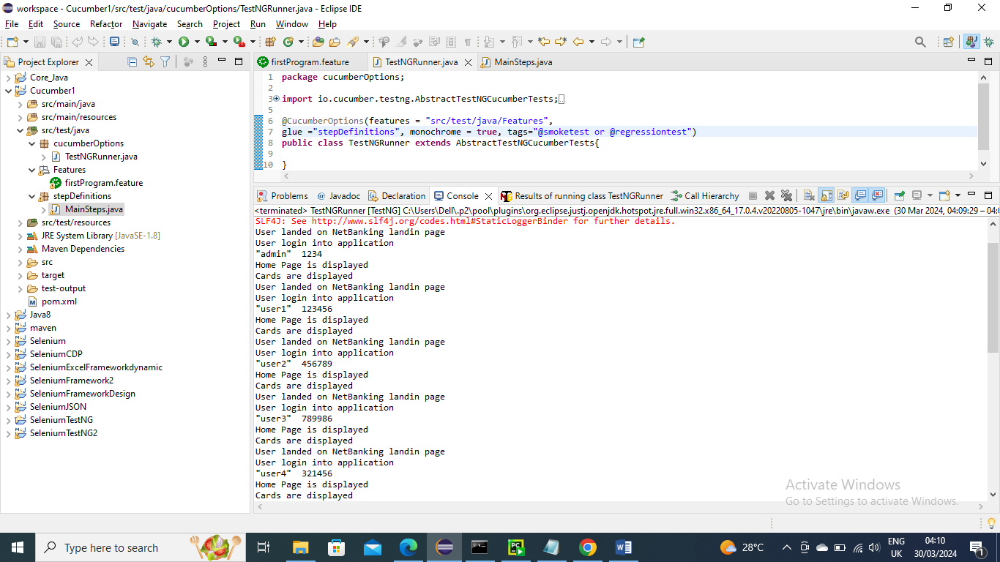 workspace - Cucumber1/src/test/java/cucumberOptions/TestNGRunner.java - Eclipse IDE
File Edit Source Refactor Navigate Search Project Run Window Help
Project Explorer
Core_Java
Cucumber1
src/main/java
src/main/resources
src/test/java
cucumberOptions
TestNGRunner.java
Features
firstProgram.feature
stepDefinitions
MainSteps.java
src/test/resources
JRE System Library [JavaSE-1.8]
Maven Dependencies
src
target
test-output
pom.xml
Java8
maven
Selenium
SeleniumCDP
SeleniumExcelFrameworkdynamic
SeleniumFramework2
SeleniumFrameworkDesign
SeleniumJSON
SeleniumTestNG
SeleniumTestNG2
firstProgram.feature TestNGRunner.java MainSteps.java
1 package cucumberOptions;
2
3 import io.cucumber.testng.AbstractTestNGCucumberTests;
5
6 @CucumberOptions(features = "src/test/java/Features",
7 glue ="stepDefinitions", monochrome = true, tags="@smoketest or @regressiontest")
8 public class TestNGRunner extends AbstractTestNGCucumberTests{
9
10 }
Problems @ Javadoc Declaration Console Results of running class TestNGRunner Call Hierarchy
<terminated> TestNGRunner [TestNG] C:\Users\Dell\.p2\pool\plugins\org.eclipse.justj.openjdk.hotspot.jre.full.win32.x86_64_17.0.4.v20220805-1047\jre\bin\javaw.exe (30 Mar 2024, 04:09:29 – 04:0
SLF4J: See http://www.slf4j.org/codes.html#StaticLoggerBinder for further details.
User landed on NetBanking landin page
User login into application
"admin" 1234
Home Page is displayed
Cards are displayed
User landed on NetBanking landin page
User login into application
"user1" 123456
Home Page is displayed
Cards are displayed
User landed on NetBanking landin page
User login into application
"user2" 456789
Home Page is displayed
Cards are displayed
User landed on NetBanking landin page
User login into application
"user3" 789986
Home Page is displayed
Cards are displayed
User landed on NetBanking landin page
User login into application
"user4" 321456
Home Page is displayed
Cards are displayed
Activate Windows
Go to Settings to activate Windows.
Type here to search
28°C
ENG
UK
04:10
30/03/2024
1